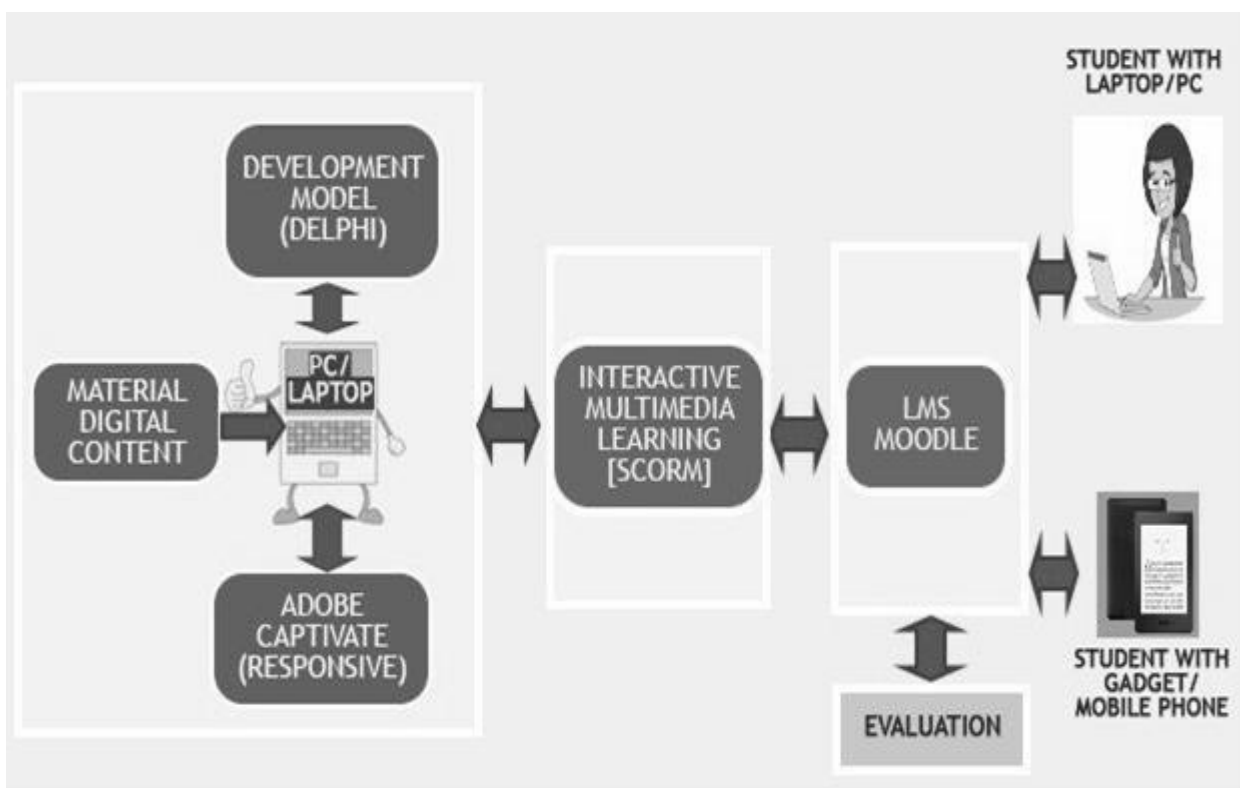 STUDENT WITH
LAPTOP/PC
DEVELOPMENT
MODEL
(DELPHI)
PC/
LAPTOP
MATERIAL
DIGITAL
CONTENT
INTERACTIVE
MULTIMEDIA
LEARNING
[SCORM]
LMS
MOODLE
ADOBE
CAPTIVATE
(RESPONSIVE)
STUDENT WITH
GADGET/
MOBILE PHONE
EVALUATION